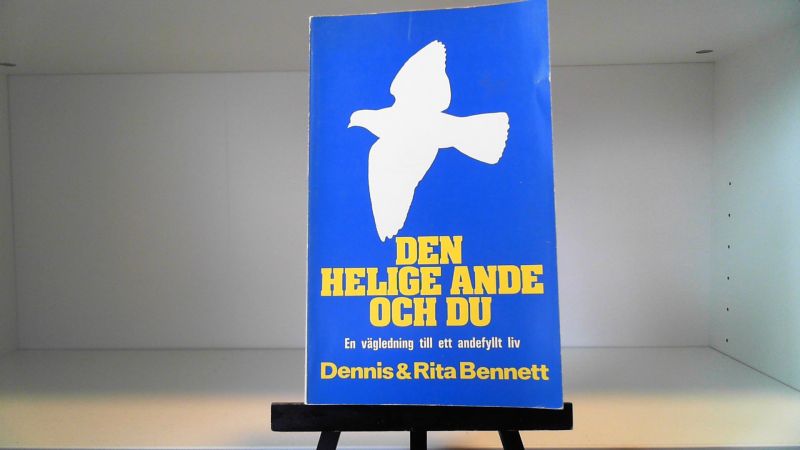 DEN
HELIGE ANDE
OCH DU
En vägledning till ett andefyllt liv
Dennis & Rita Bennett